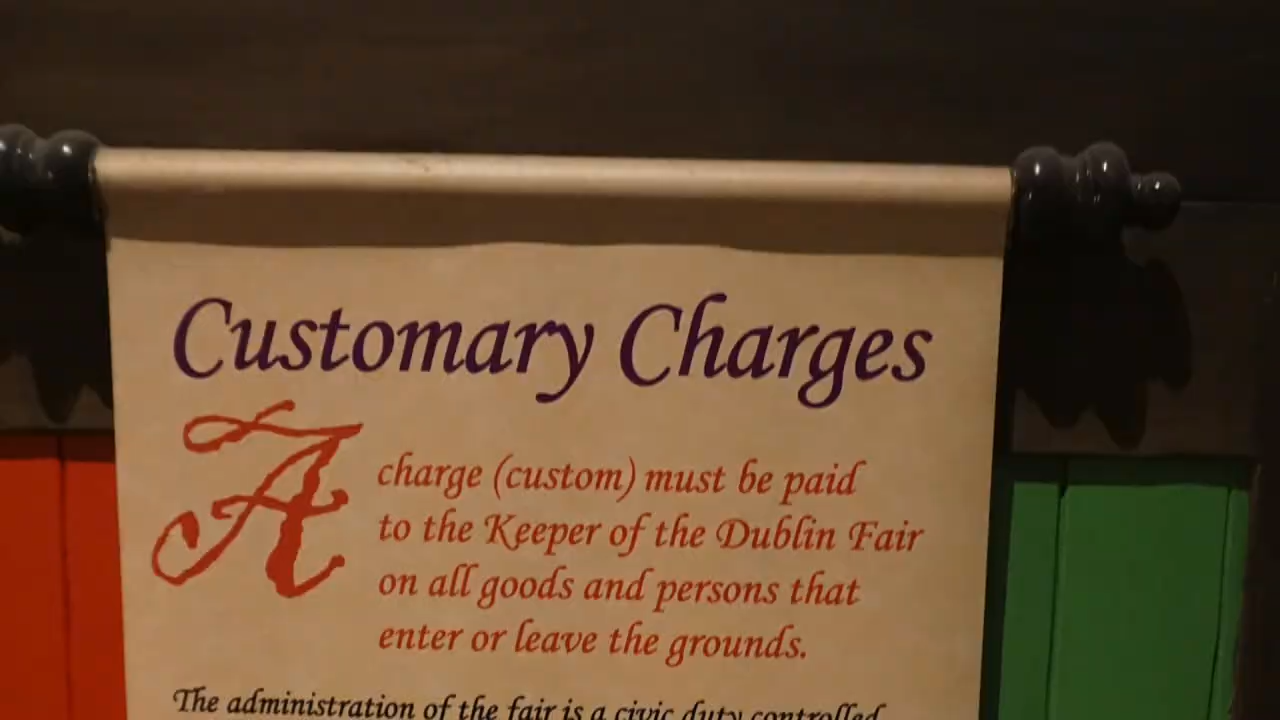 Customary Charges
A charge (custom) must be paid
to the Keeper of the Dublin Fair
on all goods and persons that
enter or leave the grounds.
The administration of the fair is a civic duty controlled